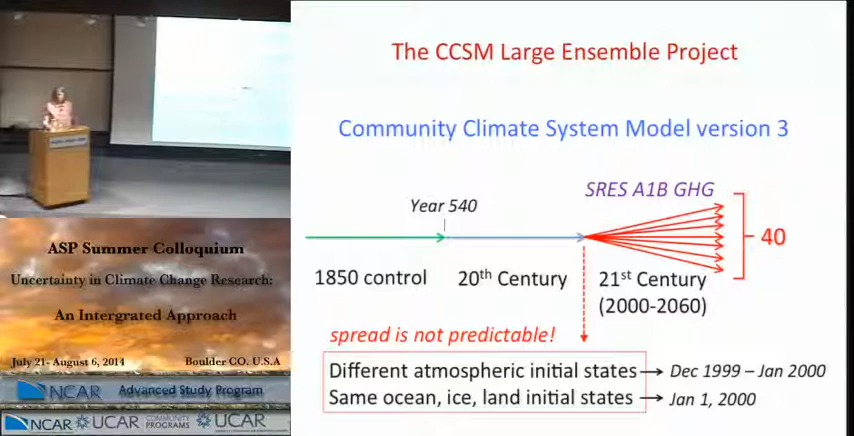 The CCSM Large Ensemble Project
Community Climate System Model version 3
SRES A1B GHG
Year 540
40
1850 control
20th Century
21st Century
(2000-2060)
spread is not predictable!
Different atmospheric initial states → Dec 1999 – Jan 2000
Same ocean, ice, land initial states → Jan 1, 2000
ASP Summer Colloquium
Uncertainty in Climate Change Research:
An Intergrated Approach
July 21- August 6, 2014 Boulder CO. U.S.A
NCAR Advanced Study Program
NCAR UCAR COMMUNITY PROGRAMS UCAR